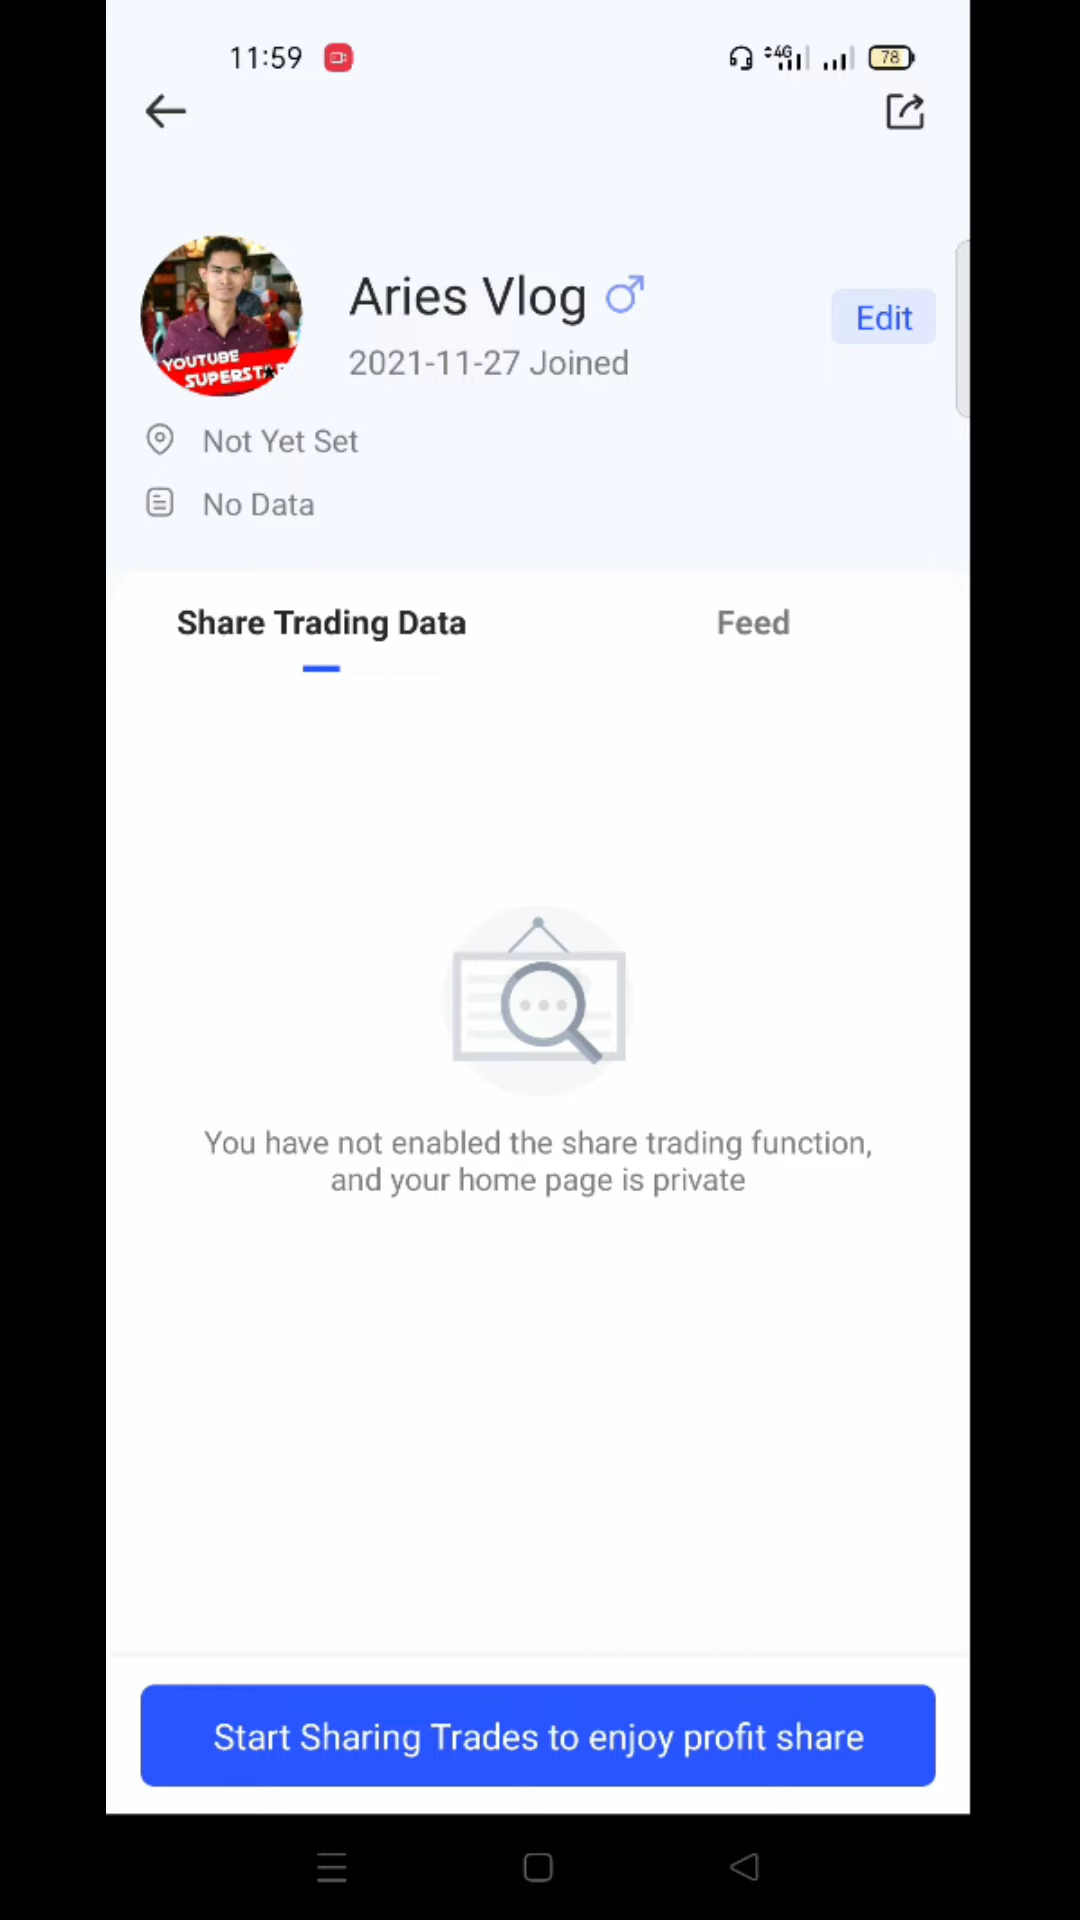 11:59
4G
78
YOUTUBE
SUPERSTAR
Aries Vlog
Edit
2021-11-27 Joined
Not Yet Set
No Data
Share Trading Data
Feed
You have not enabled the share trading function,
and your home page is private
Start Sharing Trades to enjoy profit share